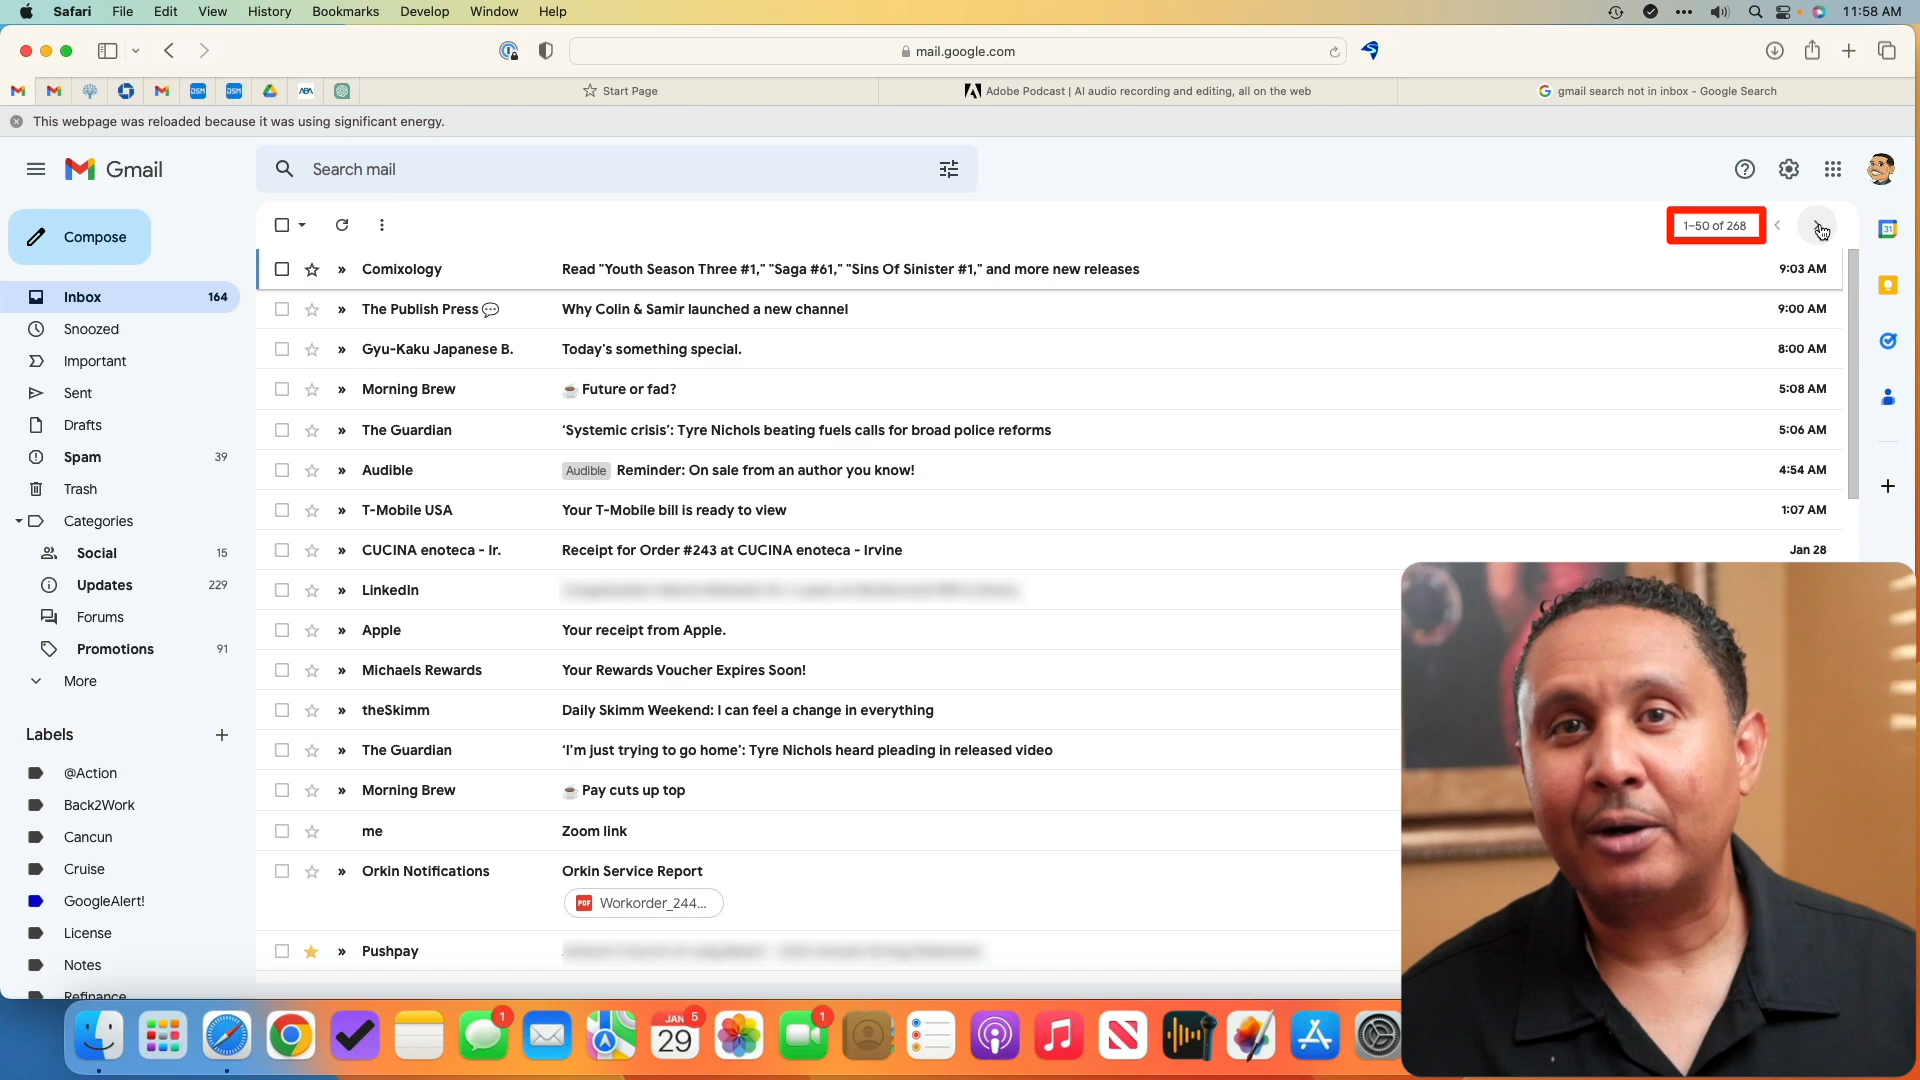 Safari File Edit View History Bookmarks Develop Window Help 11:58 AM
mail.google.com
Start Page
Adobe Podcast | AI audio recording and editing, all on the web
gmail search not in inbox - Google Search
This webpage was reloaded because it was using significant energy.
Gmail
Search mail
Compose
1–50 of 268
Inbox 164
Snoozed
Important
Sent
Drafts
Spam 39
Trash
Categories
Social 15
Updates 229
Forums
Promotions 91
More
Labels
@Action
Back2Work
Cancun
Cruise
GoogleAlert!
License
Notes
Refinance
Comixology Read "Youth Season Three #1," "Saga #61," "Sins Of Sinister #1," and more new releases 9:03 AM
The Publish Press Why Colin & Samir launched a new channel 9:00 AM
Gyu-Kaku Japanese B. Today's something special. 8:00 AM
Morning Brew ☕ Future or fad? 5:08 AM
The Guardian ‘Systemic crisis’: Tyre Nichols beating fuels calls for broad police reforms 5:06 AM
Audible Audible Reminder: On sale from an author you know! 4:54 AM
T-Mobile USA Your T-Mobile bill is ready to view 1:07 AM
CUCINA enoteca - Ir. Receipt for Order #243 at CUCINA enoteca - Irvine Jan 28
LinkedIn
Apple Your receipt from Apple.
Michaels Rewards Your Rewards Voucher Expires Soon!
theSkimm Daily Skimm Weekend: I can feel a change in everything
The Guardian ‘I’m just trying to go home’: Tyre Nichols heard pleading in released video
Morning Brew ☕ Pay cuts up top
me Zoom link
Orkin Notifications Orkin Service Report
PDF Workorder_244...
Pushpay
31
1
JAN 5
29
1